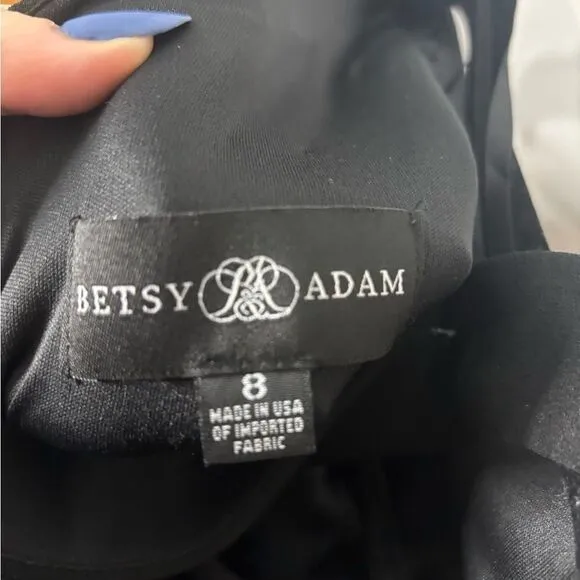 BETSY ADAM
8
MADE IN USA
OF IMPORTED
FABRIC